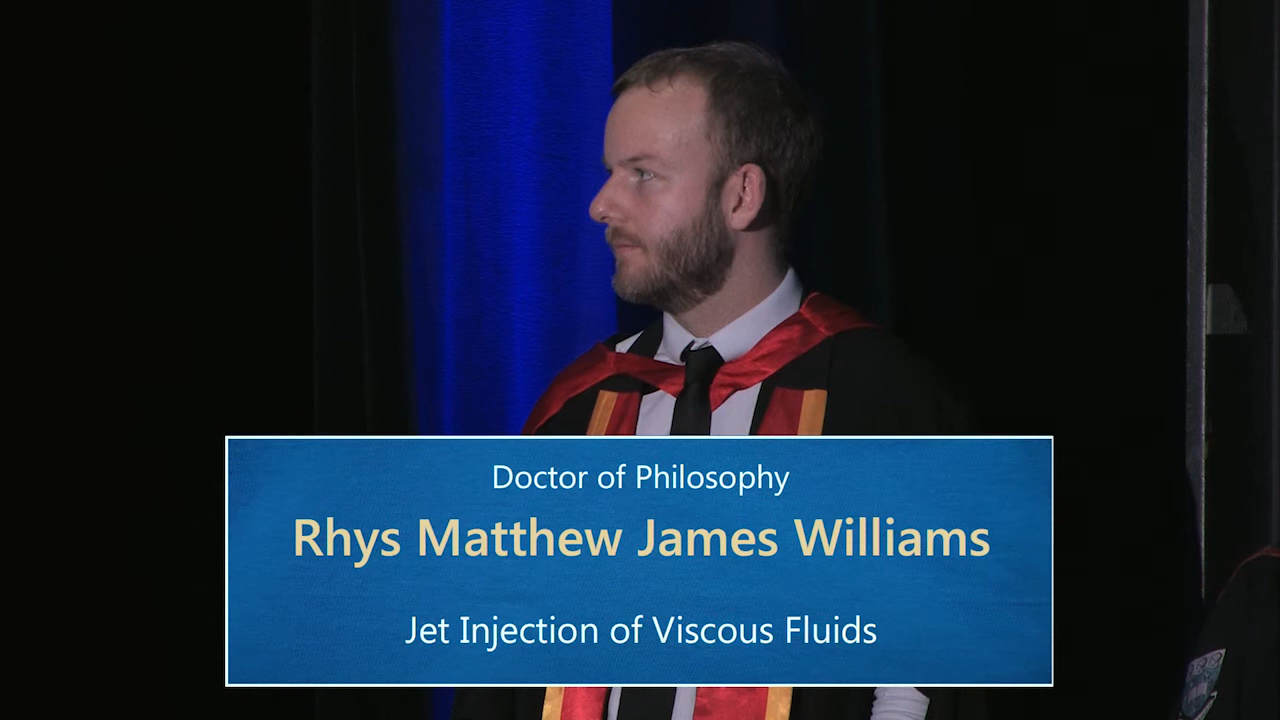 Doctor of Philosophy
Rhys Matthew James Williams
Jet Injection of Viscous Fluids